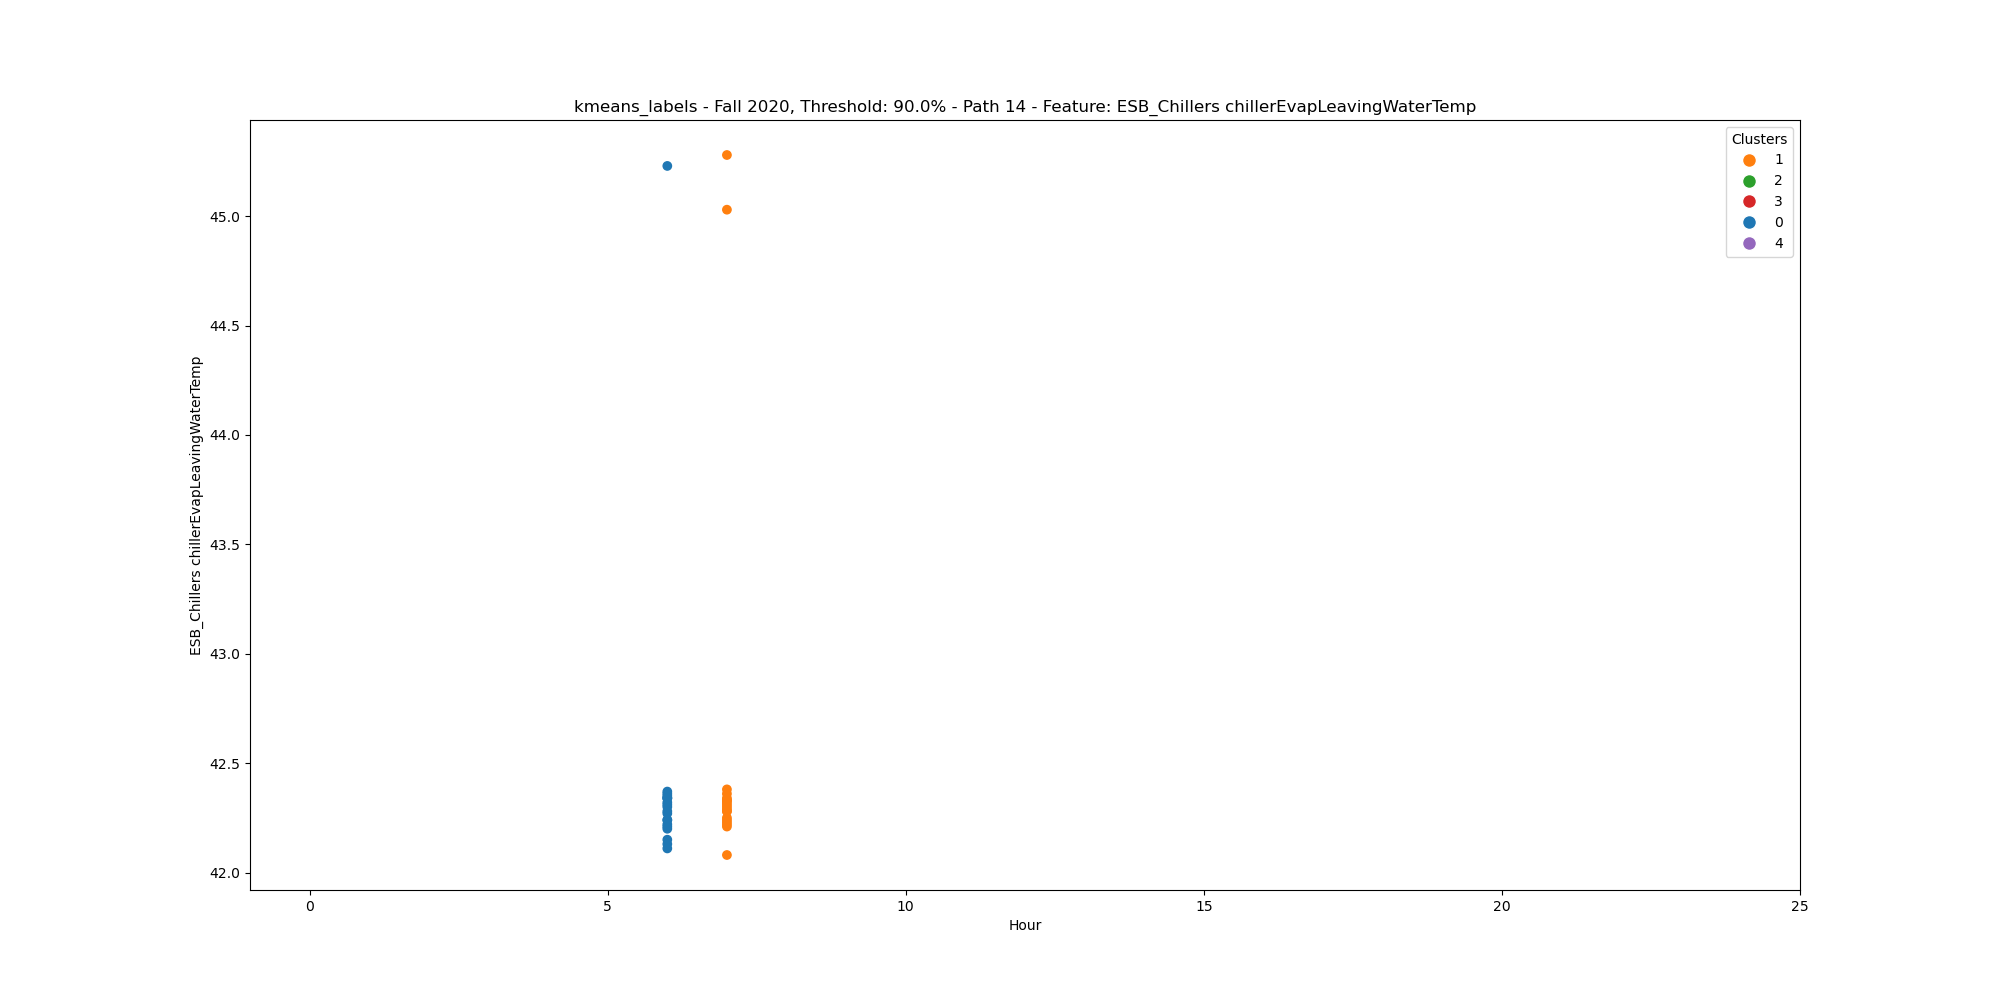 kmeans_labels - Fall 2020, Threshold: 90.0% - Path 14 - Feature: ESB_Chillers chillerEvapLeavingWaterTemp
Clusters
1
2
3
0
4
ESB_Chillers chillerEvapLeavingWaterTemp
45.0
44.5
44.0
43.5
43.0
42.5
42.0
0 5 10 15 20 25
Hour